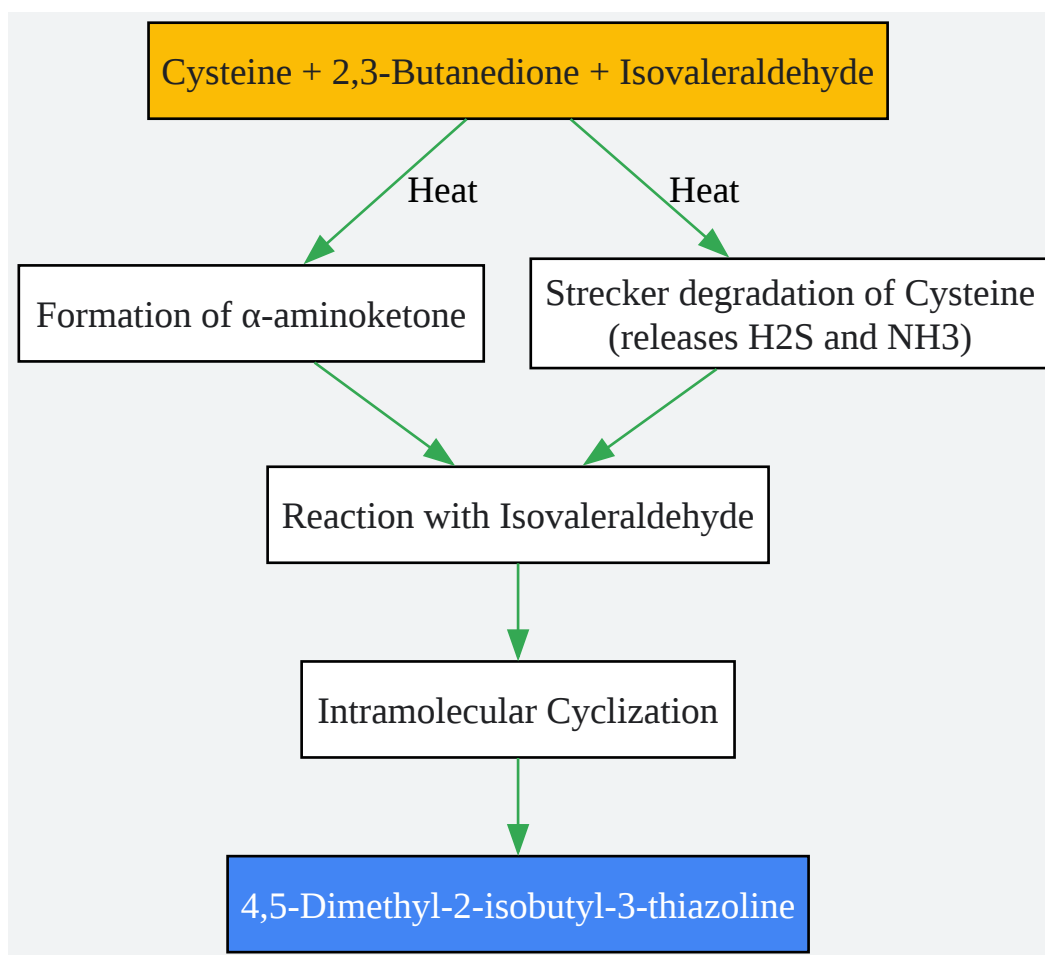 Cysteine + 2,3-Butanedione + Isovaleraldehyde
Heat
Heat
Formation of α-aminoketone
Strecker degradation of Cysteine
(releases H2S and NH3)
Reaction with Isovaleraldehyde
Intramolecular Cyclization
4,5-Dimethyl-2-isobutyl-3-thiazoline